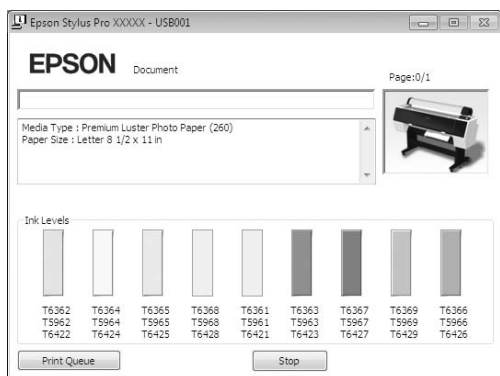 Epson Stylus Pro XXXXX - USB001
EPSON Document
Page:0/1
Media Type : Premium Luster Photo Paper (260)
Paper Size : Letter 8 1/2 x 11 in
Ink Levels
T6362 T6364 T6365 T6368 T6361 T6363 T6367 T6369 T6366
T5962 T5964 T5965 T5968 T5961 T5963 T5967 T5969 T5966
T6422 T6424 T6425 T6428 T6421 T6423 T6427 T6429 T6426
Print Queue Stop